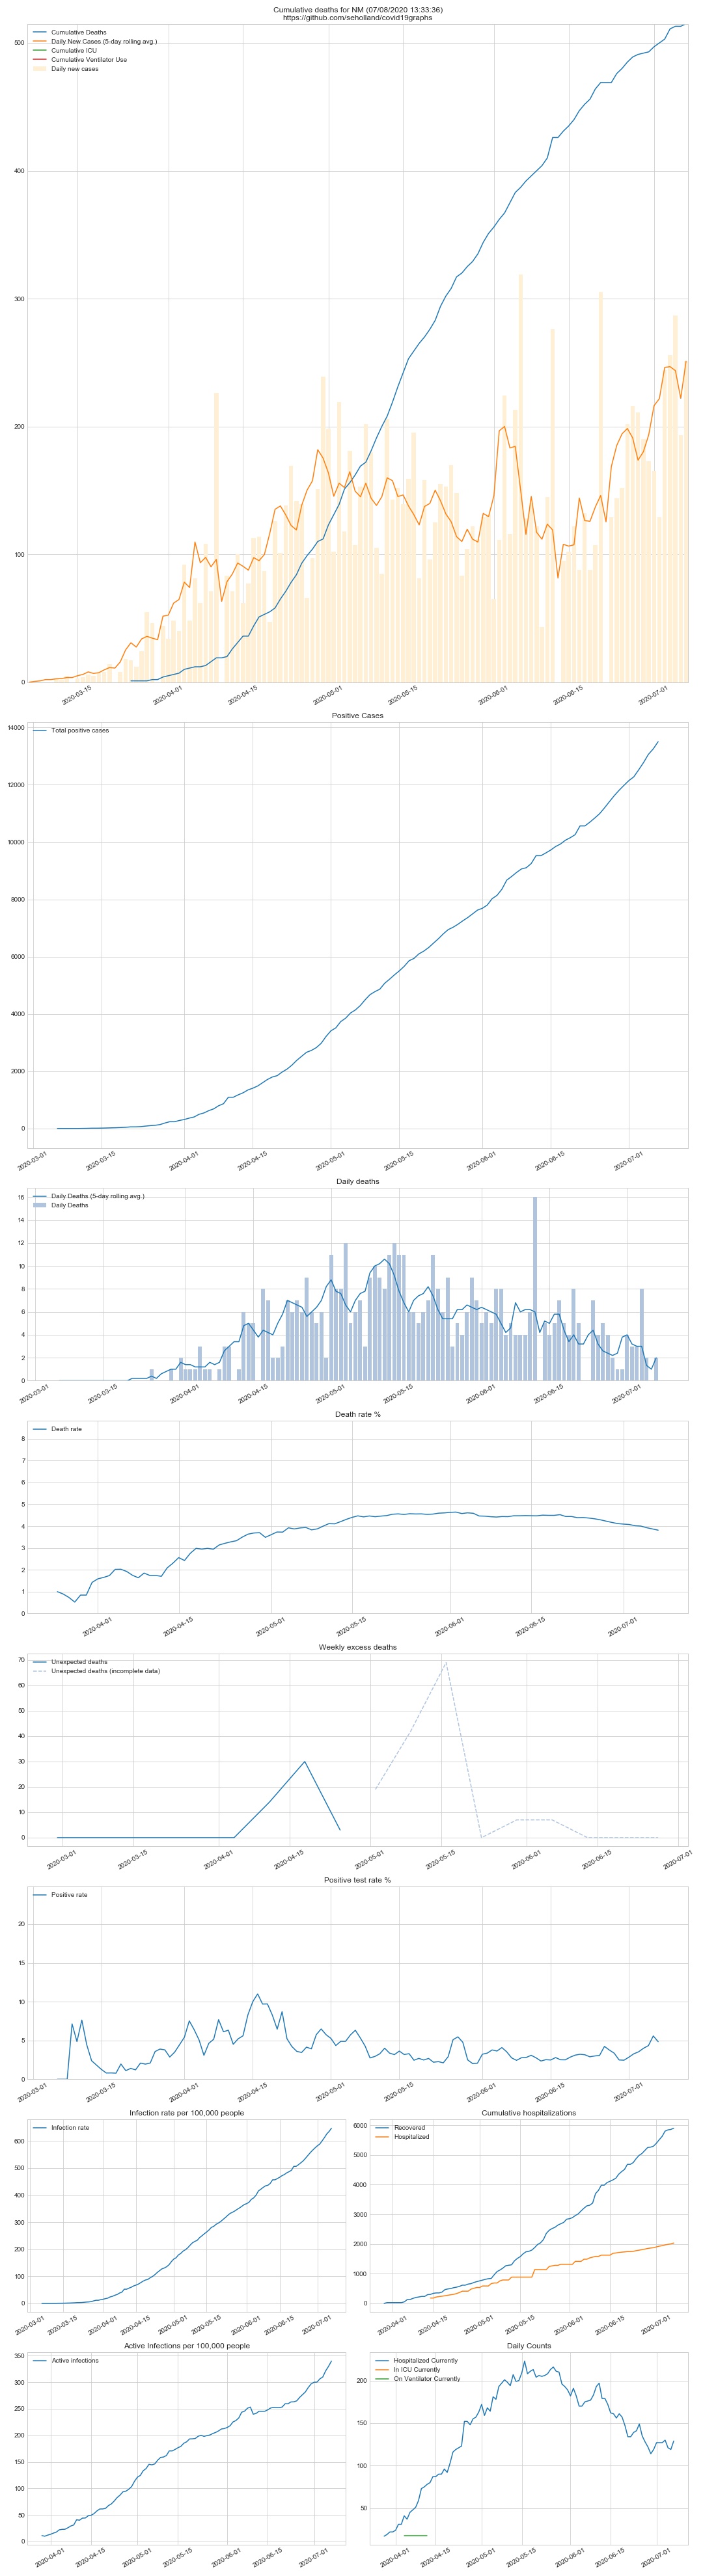 Cumulative deaths for NM (07/08/2020 13:33:36)
https://github.com/seholland/covid19graphs
Cumulative Deaths
Daily New Cases (5-day rolling avg.)
Cumulative ICU
Cumulative Ventilator Use
Daily new cases
500
400
300
200
100
0
2020-03-15 2020-04-01 2020-04-15 2020-05-01 2020-05-15 2020-06-01 2020-06-15 2020-07-01
Positive Cases
Total positive cases
14000
12000
10000
8000
6000
4000
2000
0
2020-03-01 2020-03-15 2020-04-01 2020-04-15 2020-05-01 2020-05-15 2020-06-01 2020-06-15 2020-07-01
Daily deaths
Daily Deaths (5-day rolling avg.)
Daily Deaths
16
14
12
10
8
6
4
2
0
2020-03-01 2020-03-15 2020-04-01 2020-04-15 2020-05-01 2020-05-15 2020-06-01 2020-06-15 2020-07-01
Death rate %
Death rate
8
7
6
5
4
3
2
1
0
2020-04-01 2020-04-15 2020-05-01 2020-05-15 2020-06-01 2020-06-15 2020-07-01
Weekly excess deaths
Unexpected deaths
Unexpected deaths (incomplete data)
70
60
50
40
30
20
10
0
2020-03-01 2020-03-15 2020-04-01 2020-04-15 2020-05-01 2020-05-15 2020-06-01 2020-06-15 2020-07-01
Positive test rate %
Positive rate
20
15
10
5
0
2020-03-01 2020-03-15 2020-04-01 2020-04-15 2020-05-01 2020-05-15 2020-06-01 2020-06-15 2020-07-01
Infection rate per 100,000 people
Infection rate
600
500
400
300
200
100
0
2020-03-01 2020-03-15 2020-04-01 2020-04-15 2020-05-01 2020-05-15 2020-06-01 2020-06-15 2020-07-01
Cumulative hospitalizations
Recovered
Hospitalized
6000
5000
4000
3000
2000
1000
0
2020-04-01 2020-04-15 2020-05-01 2020-05-15 2020-06-01 2020-06-15 2020-07-01
Active Infections per 100,000 people
Active infections
350
300
250
200
150
100
50
0
2020-04-01 2020-04-15 2020-05-01 2020-05-15 2020-06-01 2020-06-15 2020-07-01
Daily Counts
Hospitalized Currently
In ICU Currently
On Ventilator Currently
200
150
100
50
2020-04-01 2020-04-15 2020-05-01 2020-05-15 2020-06-01 2020-06-15 2020-07-01